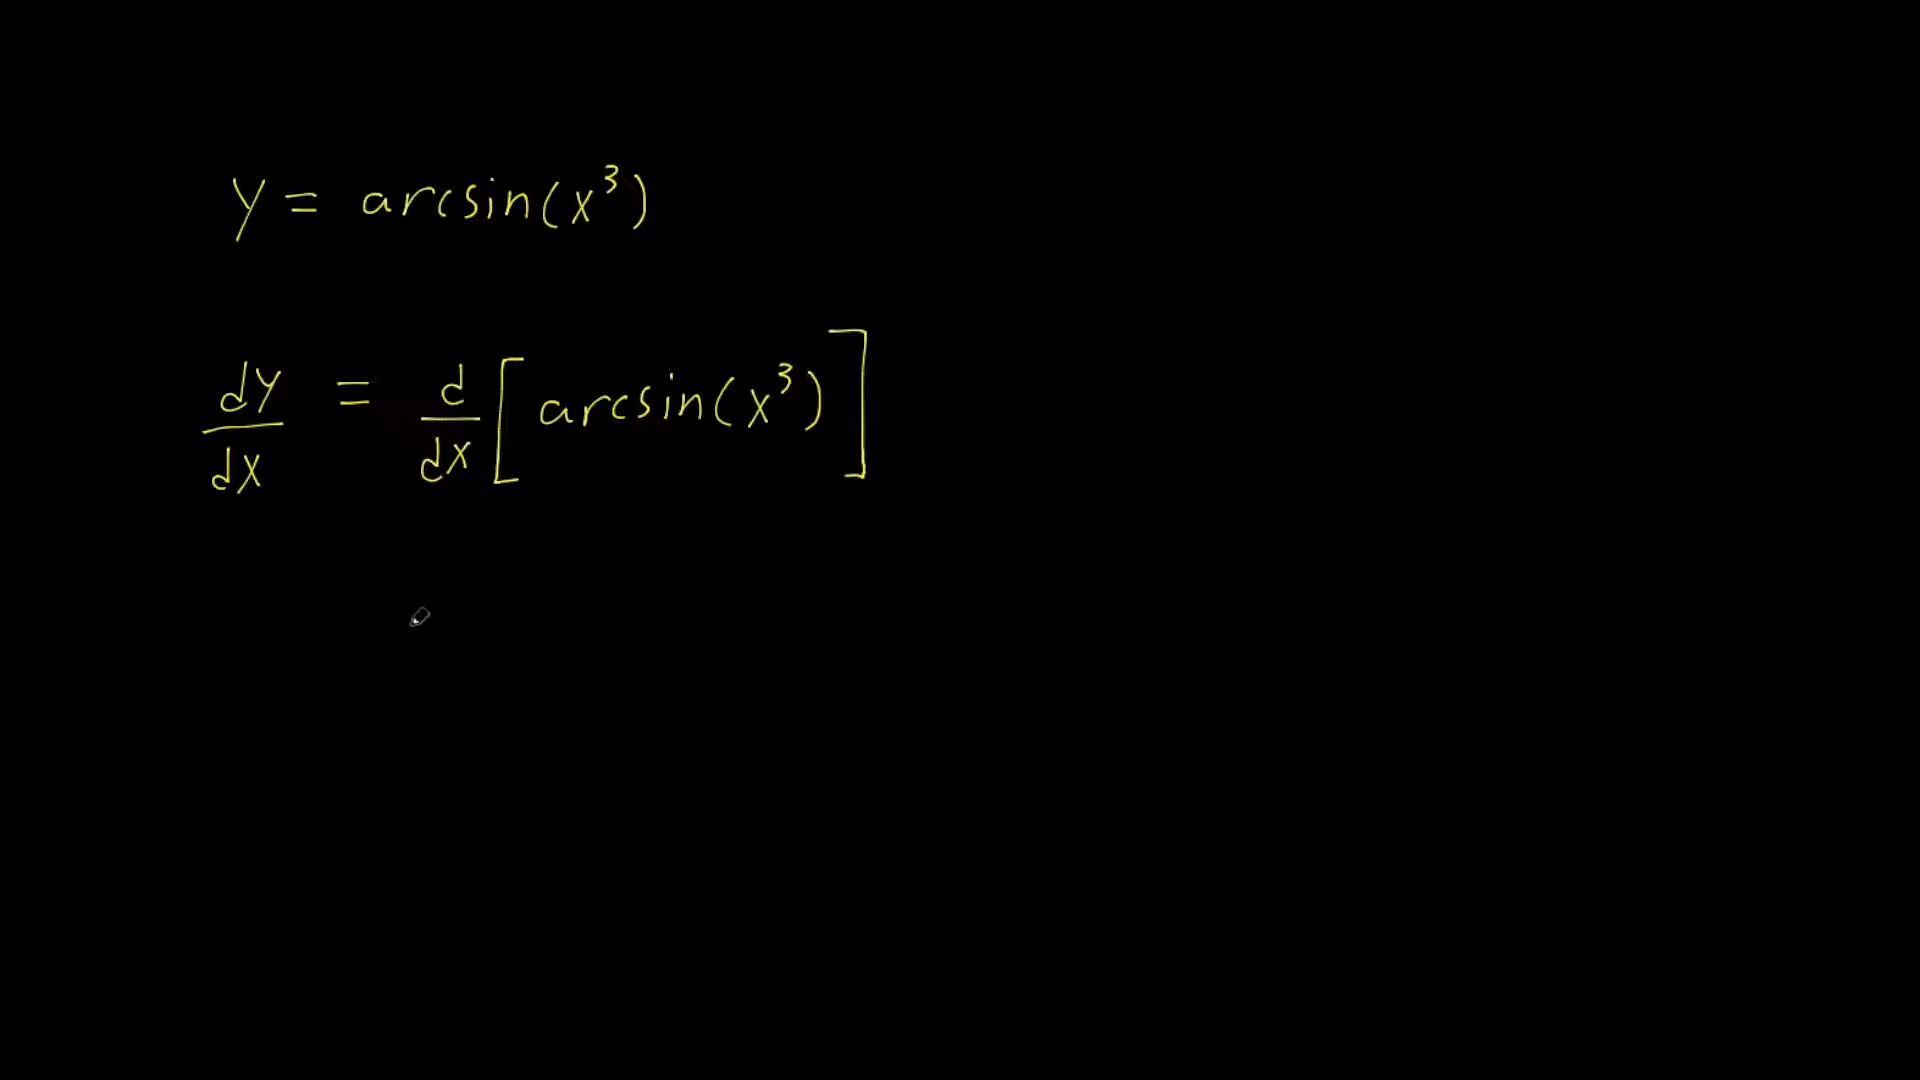 y = arcsin(x³)
dy/dx = d/dx [arcsin(x³)]